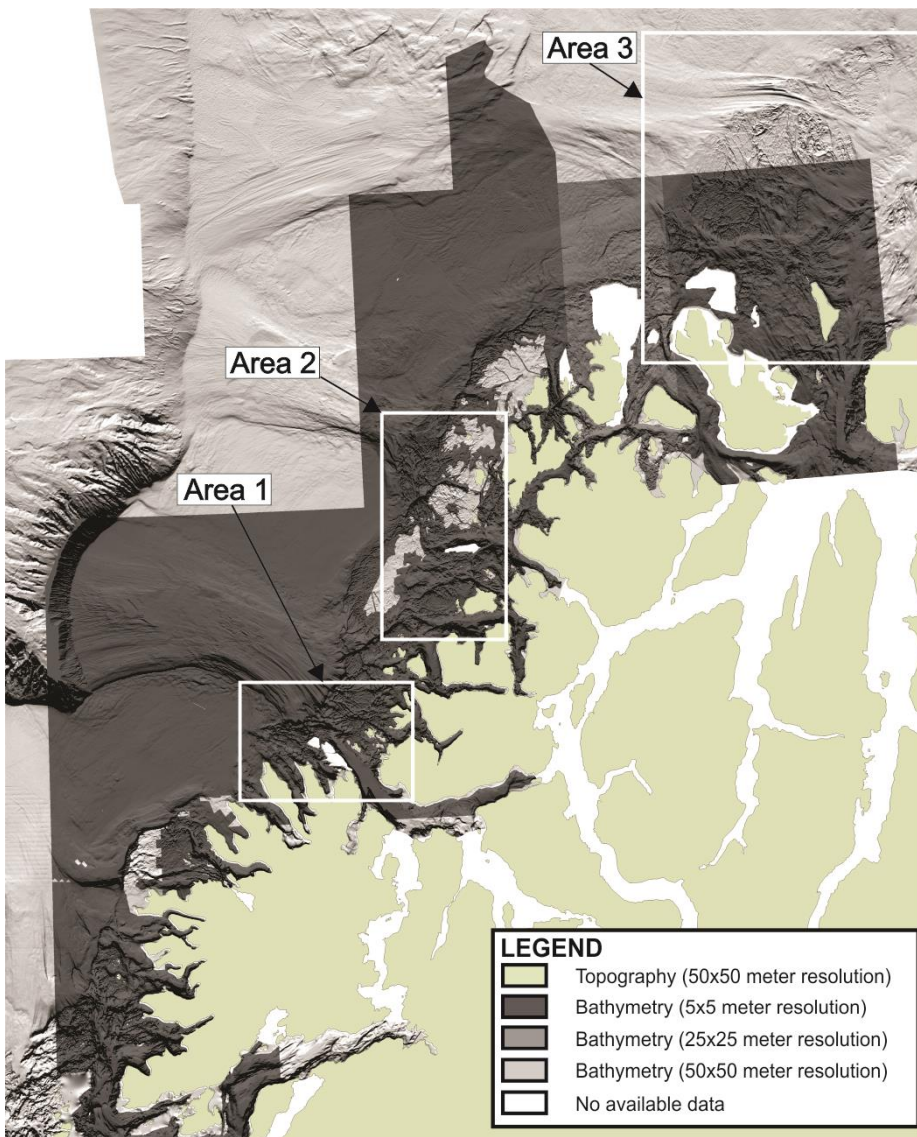 Area 3
Area 2
Area 1
LEGEND
Topography (50x50 meter resolution)
Bathymetry (5x5 meter resolution)
Bathymetry (25x25 meter resolution)
Bathymetry (50x50 meter resolution)
No available data